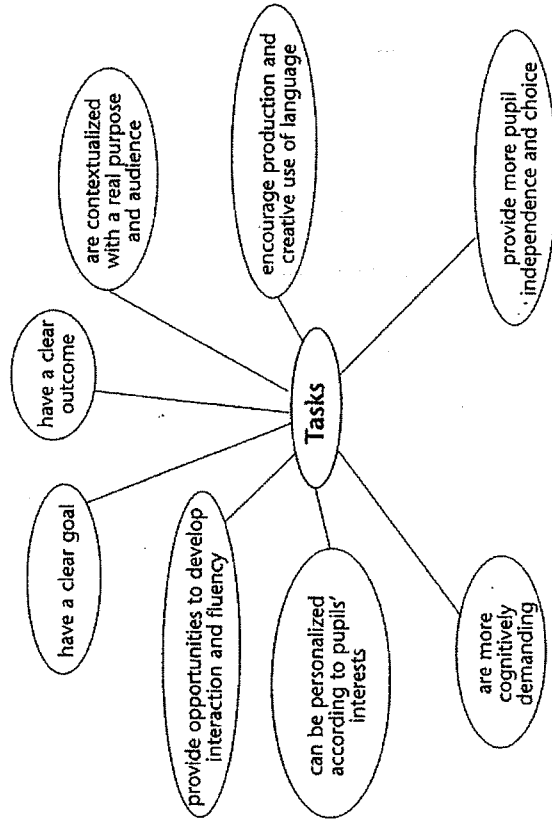 have a clear goal
have a clear
outcome
are contextualized
with a real purpose
and audience
provide opportunities to develop
interaction and fluency
encourage production and
creative use of language
Tasks
can be personalized
according to pupils'
interests
are more
cognitively
demanding
provide more pupil
independence and choice